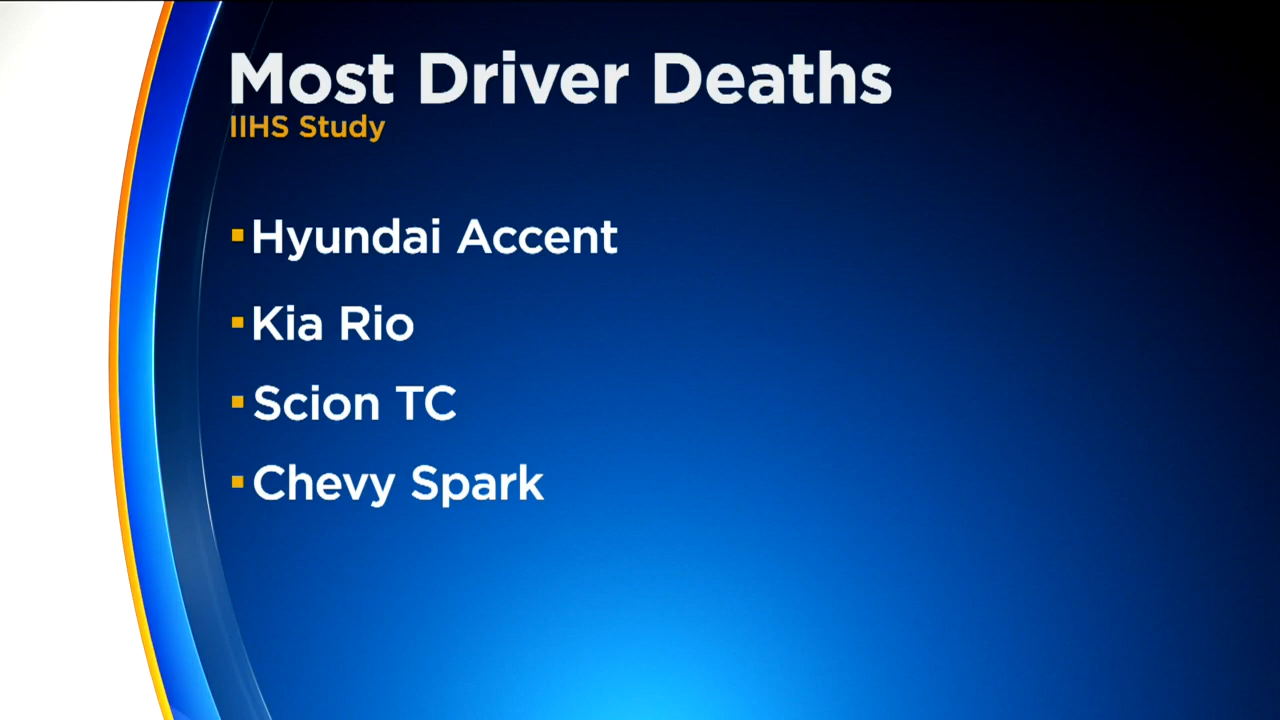 Most Driver Deaths
IIHS Study
Hyundai Accent
Kia Rio
Scion TC
Chevy Spark